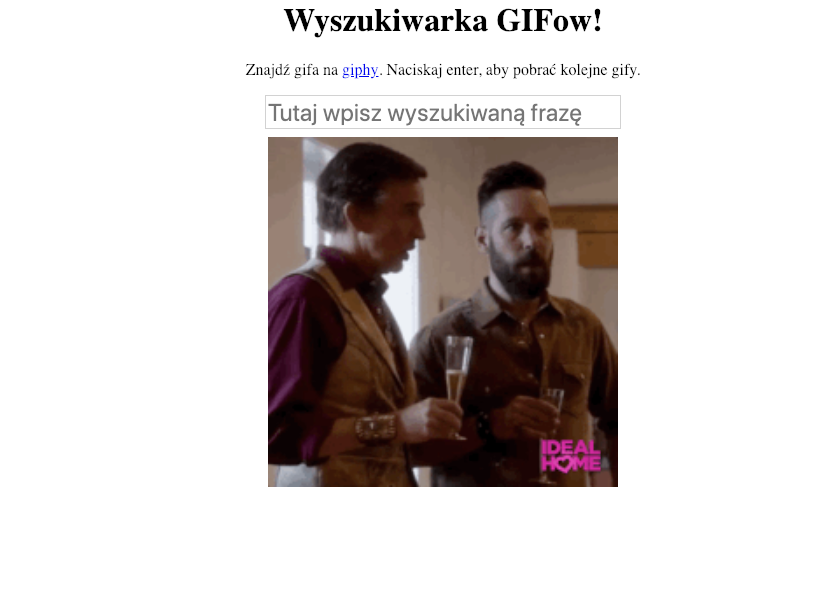 Wyszukiwarka GIFow!
Znajdź gifa na giphy. Naciskaj enter, aby pobrać kolejne gify.
Tutaj wpisz wyszukiwaną frazę
IDEAL
HOME